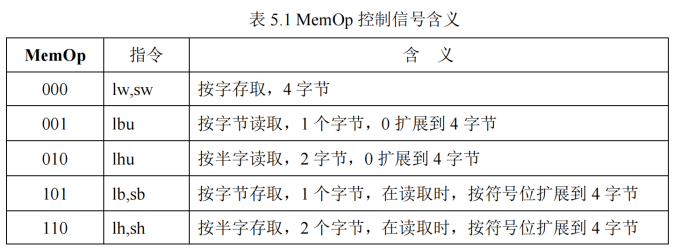 表 5.1 MemOp 控制信号含义
MemOp 指令 含 义
000 lw,sw 按字存取，4 字节
001 lbu 按字节读取，1 个字节，0 扩展到 4 字节
010 lhu 按半字读取，2 字节，0 扩展到 4 字节
101 lb,sb 按字节存取，1 个字节，在读取时，按符号位扩展到 4 字节
110 lh,sh 按半字存取，2 个字节，在读取时，按符号位扩展到 4 字节